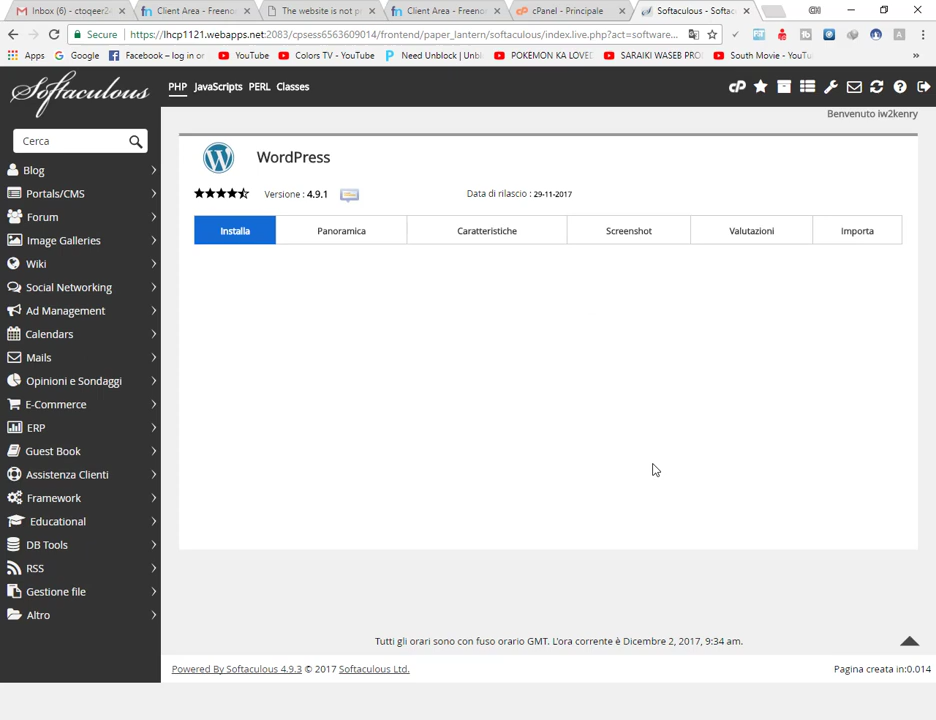 Inbox (6) - ctoqeer2
Client Area - Freenor
The website is not p
Client Area - Freenor
cPanel - Principale
Softaculous - Softac
Secure
https://lhcp1121.webapps.net:2083/cpsess6563609014/frontend/paper_lantern/softaculous/index.live.php?act=software...
Apps Google Facebook – log in or YouTube Colors TV - YouTube Need Unblock | Unbl POKEMON KA LOVE SARAIKI WASEB PRO South Movie - YouTu »
Softaculous
PHP JavaScripts PERL Classes
Benvenuto iw2kenry
Cerca
Blog
Portals/CMS
Forum
Image Galleries
Wiki
Social Networking
Ad Management
Calendars
Mails
Opinioni e Sondaggi
E-Commerce
ERP
Guest Book
Assistenza Clienti
Framework
Educational
DB Tools
RSS
Gestione file
Altro
WordPress
Versione : 4.9.1
Data di rilascio : 29-11-2017
Installa Panoramica Caratteristiche Screenshot Valutazioni Importa
Tutti gli orari sono con fuso orario GMT. L'ora corrente è Dicembre 2, 2017, 9:34 am.
Powered By Softaculous 4.9.3 © 2017 Softaculous Ltd.
Pagina creata in:0.014